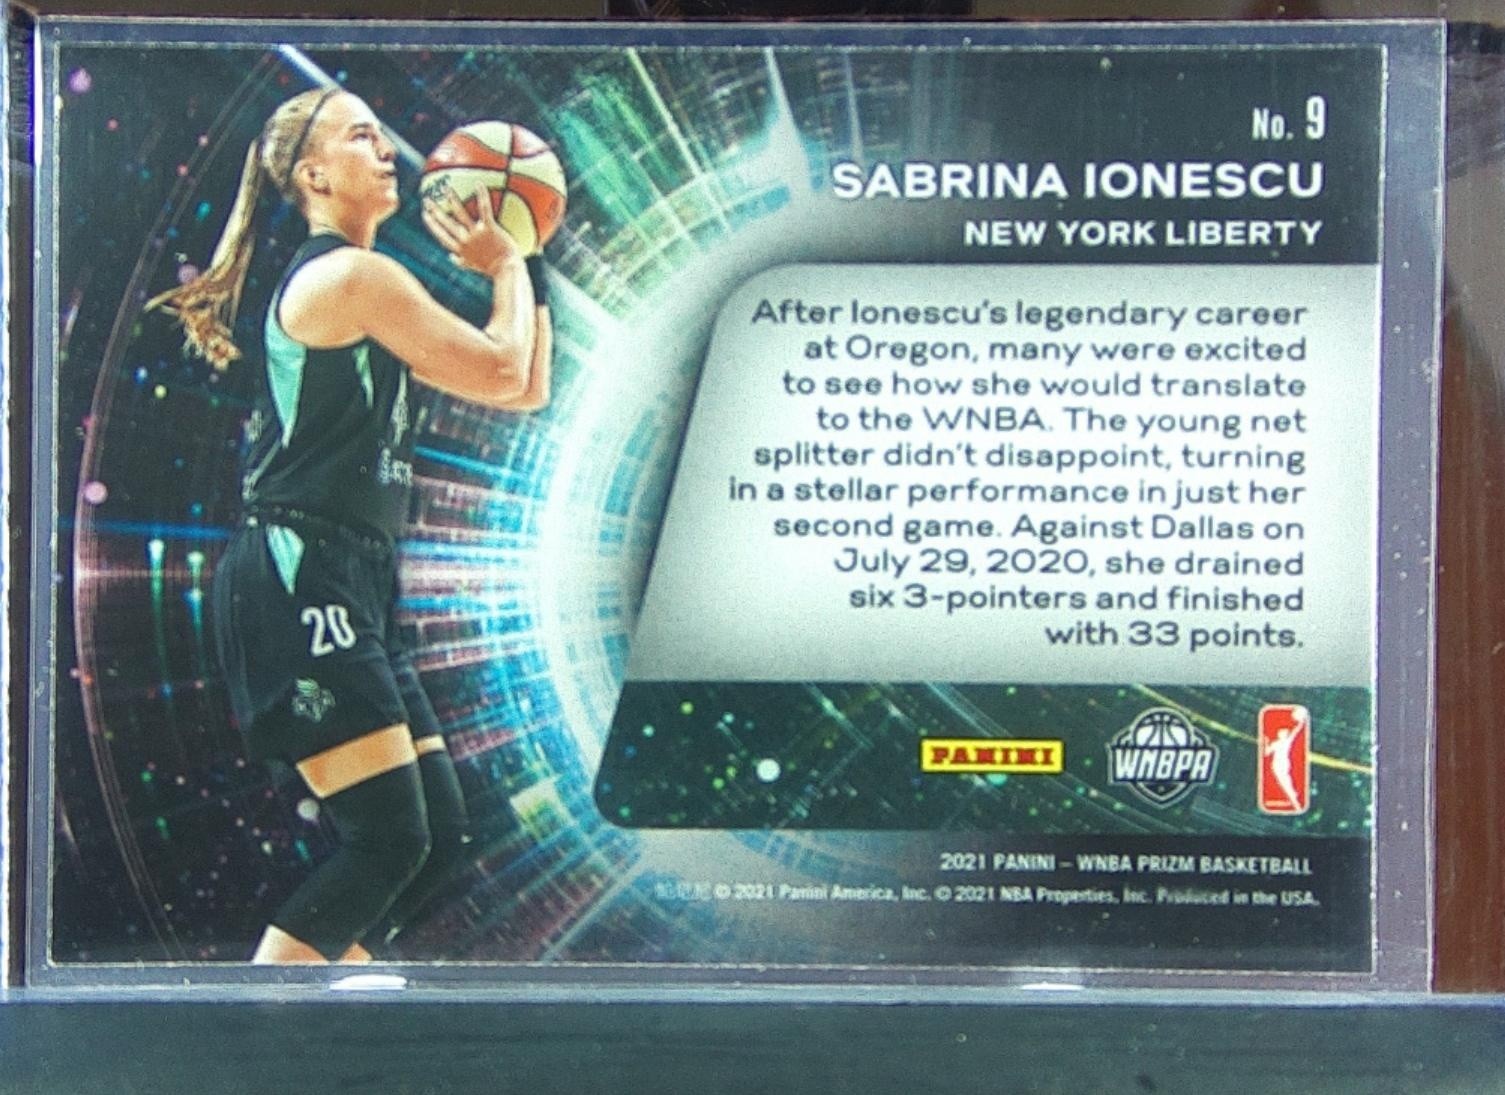 No. 9
SABRINA IONESCU
NEW YORK LIBERTY
After Ionescu's legendary career
at Oregon, many were excited
to see how she would translate
to the WNBA. The young net
splitter didn't disappoint, turning
in a stellar performance in just her
second game. Against Dallas on
July 29, 2020, she drained
six 3-pointers and finished
with 33 points.
20
PANINI
WNBPA
2021 PANINI – WNBA PRIZM BASKETBALL
© 2021 Panini America, Inc. © 2021 NBA Properties, Inc. Produced in the USA.